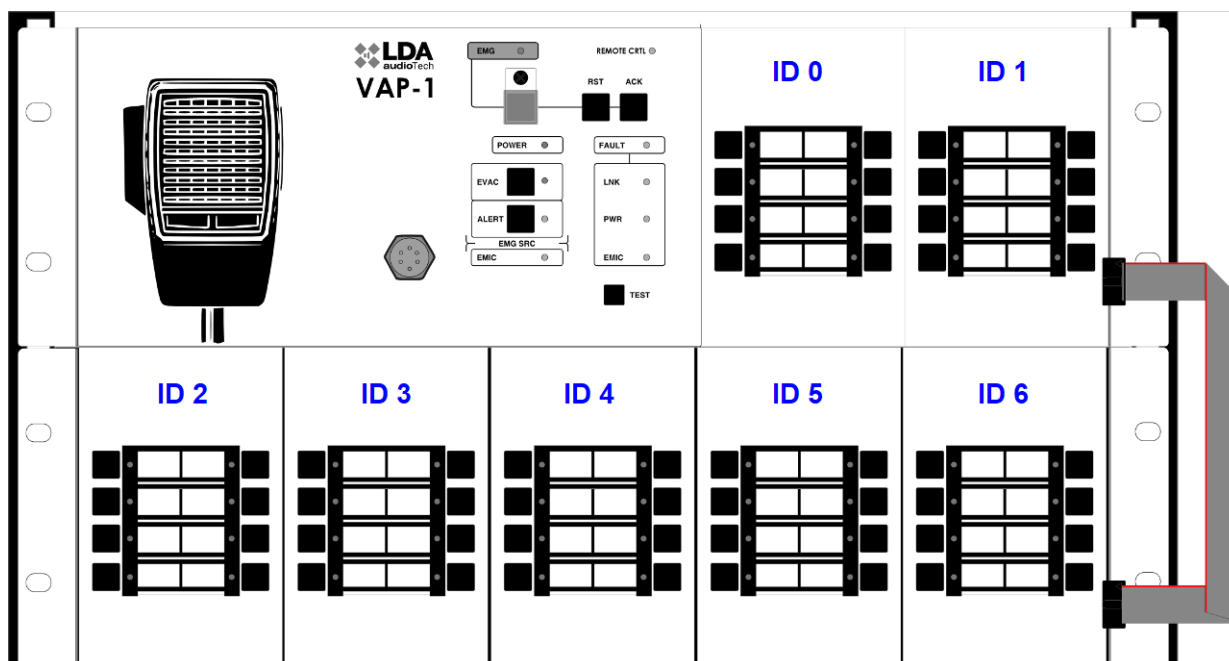 LDA
audioTech
VAP-1
EMG
REMOTE CRTL
RST
ACK
POWER
FAULT
EVAC
LNK
ALERT
PWR
EMG SRC
EMIC
EMIC
TEST
ID 0
ID 1
ID 2
ID 3
ID 4
ID 5
ID 6